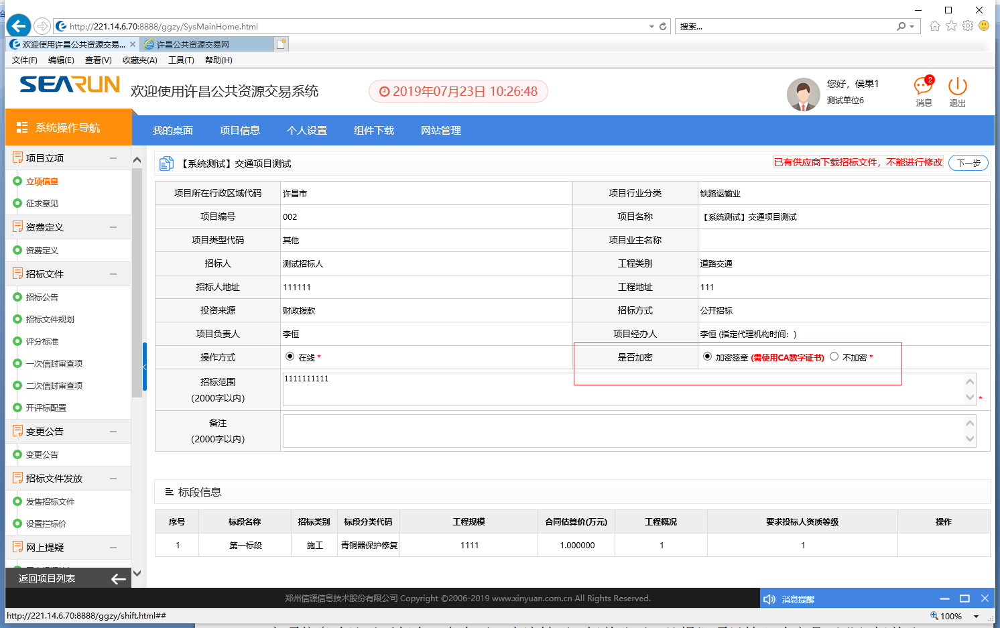 http://221.14.6.70:8888/ggzy/SysMainHome.html
搜索...
欢迎使用许昌公共资源交易...
许昌公共资源交易网
文件(F) 编辑(E) 查看(V) 收藏夹(A) 工具(T) 帮助(H)
SEARUN 欢迎使用许昌公共资源交易系统
2019年07月23日 10:26:48
您好，侯果1
测试单位6
2
消息
退出
系统操作导航
我的桌面 项目信息 个人设置 组件下载 网站管理
项目立项
立项信息
征求意见
资费定义
资费定义
招标文件
招标公告
招标文件规划
评分标准
一次信封审查项
二次信封审查项
开评标配置
变更公告
变更公告
招标文件发放
发售招标文件
设置拦标价
网上提疑
返回项目列表
【系统测试】交通项目测试
已有供应商下载招标文件，不能进行修改
下一步
项目所在行政区域代码 许昌市 项目行业分类 铁路运输业
项目编号 002 项目名称 【系统测试】交通项目测试
项目类型代码 其他 项目业主名称
招标人 测试招标人 工程类别 道路交通
招标人地址 111111 工程地址 111
投资来源 财政拨款 招标方式 公开招标
项目负责人 李恒 项目经办人 李恒 (指定代理机构时间：)
操作方式 在线 * 是否加密 加密签章 (需使用CA数字证书) 不加密 *
招标范围
(2000字以内)
1111111111
*
备注
(2000字以内)
标段信息
序号 标段名称 招标类别 标段分类代码 工程规模 合同估算价(万元) 工程概况 要求投标人资质等级 操作
1 第一标段 施工 青铜器保护修复 1111 1.000000 1 1
郑州信源信息技术股份有限公司 Copyright ©2006-2019 www.xinyuan.com.cn All Rights Reserved.
消息提醒
http://221.14.6.70:8888/ggzy/shift.html##
100%